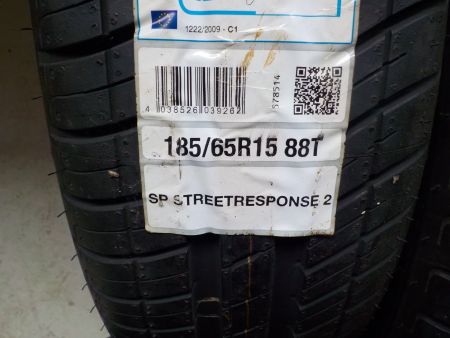 1222/2009 - C1
4 038526 039262
578514
185/65R15 88T
SP STREETRESPONSE 2